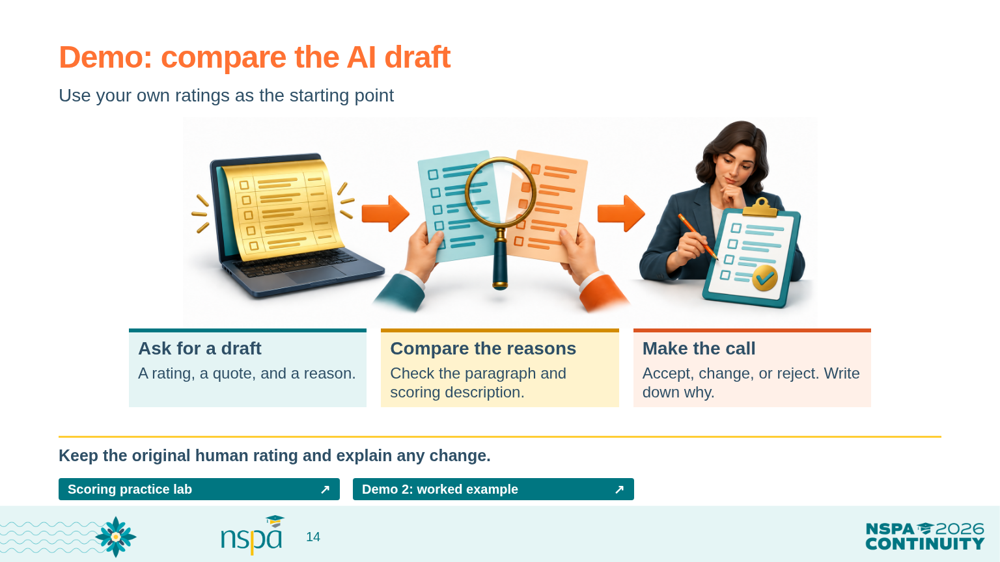 Demo: compare the AI draft
Use your own ratings as the starting point
Ask for a draft
A rating, a quote, and a reason.
Compare the reasons
Check the paragraph and
scoring description.
Make the call
Accept, change, or reject. Write
down why.
Keep the original human rating and explain any change.
Scoring practice lab ↗
Demo 2: worked example ↗
nspa
14
NSPA 2026
CONTINUITY